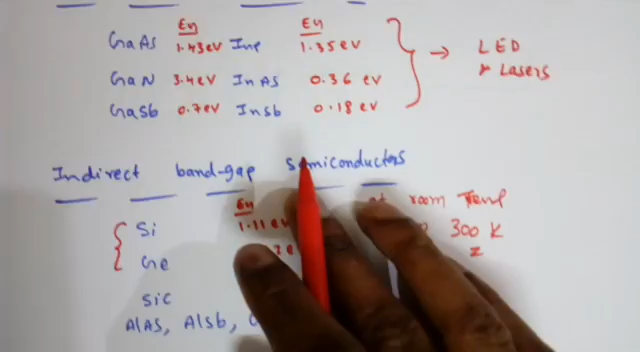 Eg Eg
GaAs 1.43eV InP 1.35eV
GaN 3.4eV InAs 0.36 eV
GaSb 0.7eV InSb 0.18 eV
→ LED
& Lasers
Indirect band-gap semiconductors
Eg at room Temp
Si 1.11 eV 300 K
Ge
SiC
AlAs, AlSb,